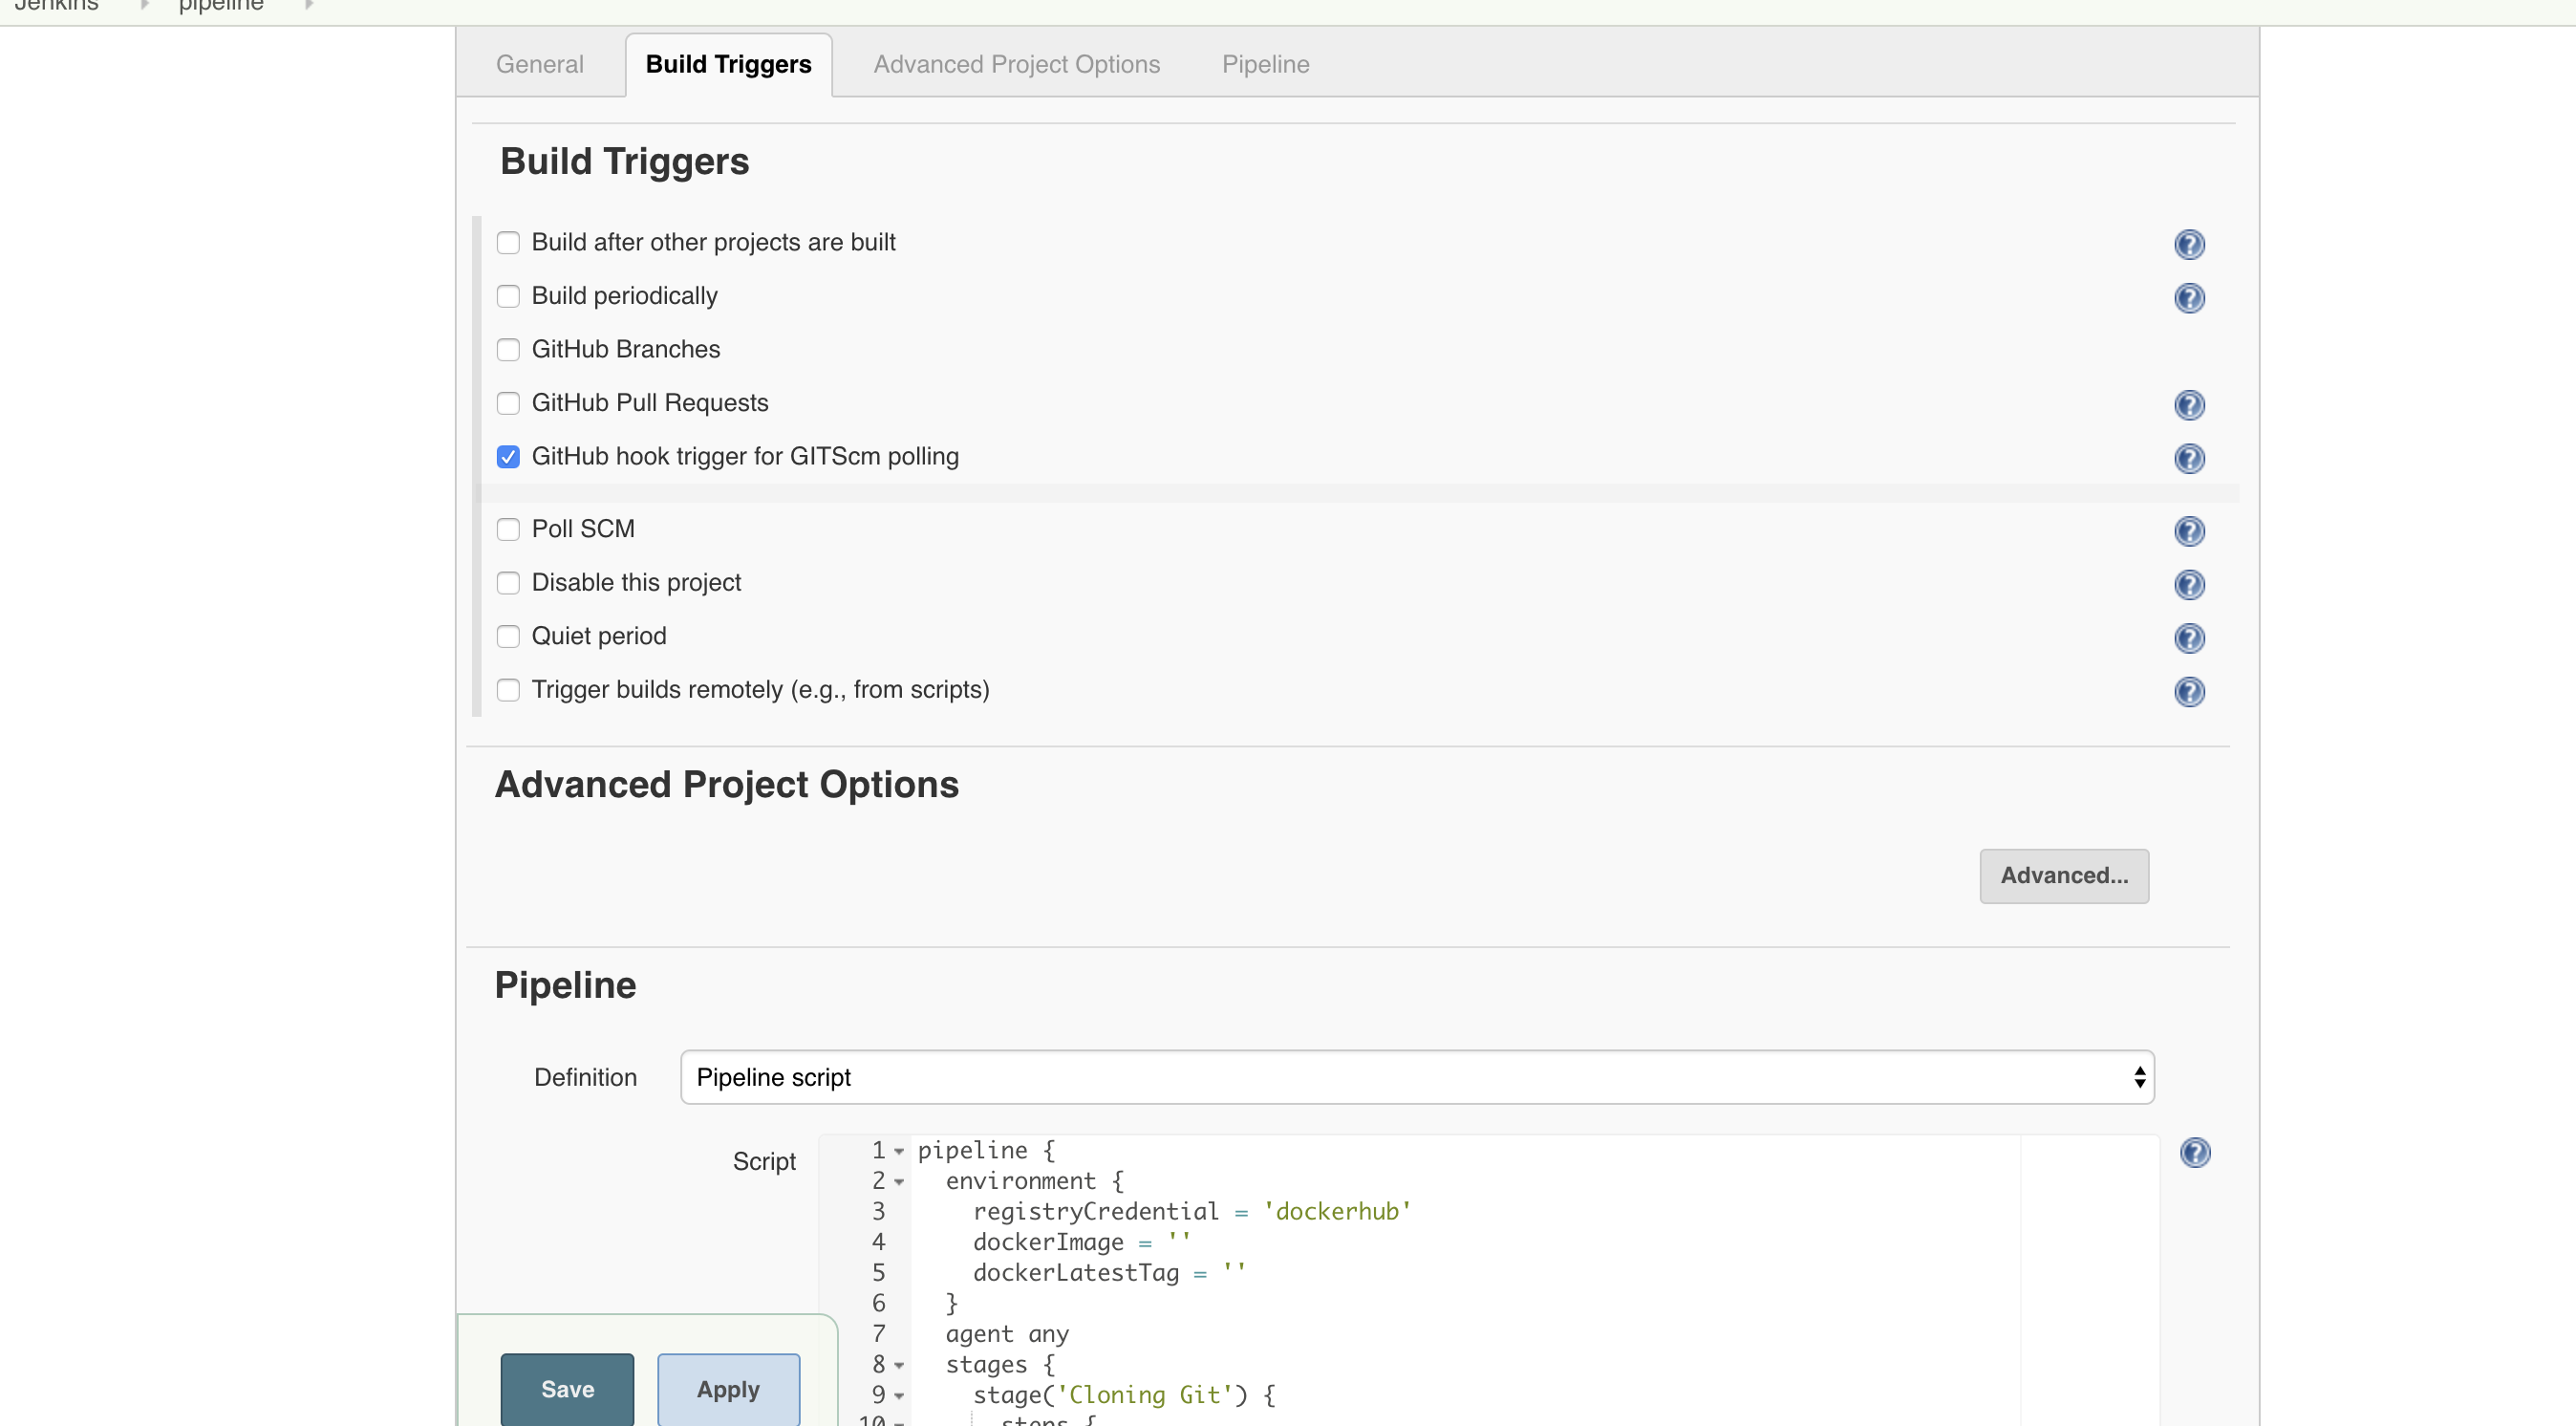 Jenkins pipeline
General Build Triggers Advanced Project Options Pipeline
Build Triggers
Build after other projects are built
Build periodically
GitHub Branches
GitHub Pull Requests
GitHub hook trigger for GITScm polling
Poll SCM
Disable this project
Quiet period
Trigger builds remotely (e.g., from scripts)
Advanced Project Options
Advanced...
Pipeline
Definition Pipeline script
Script
1 pipeline {
2 environment {
3 registryCredential = 'dockerhub'
4 dockerImage = ''
5 dockerLatestTag = ''
6 }
7 agent any
8 stages {
9 stage('Cloning Git') {
10 steps {
Save Apply